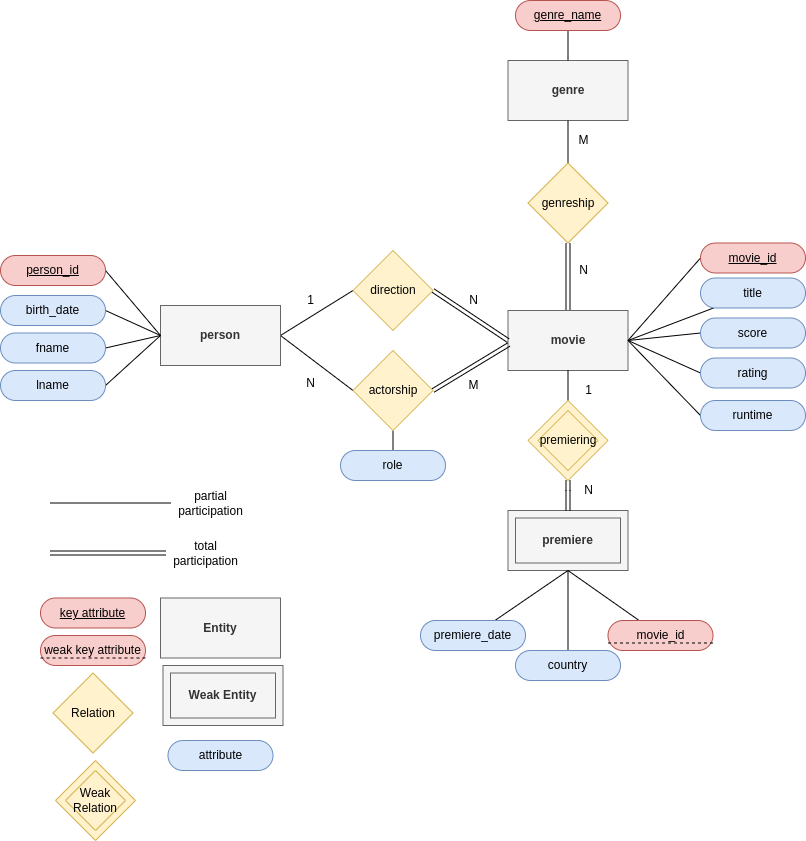 genre_name
genre
M
genreship
N
person_id
birth_date
fname
lname
person
1
direction
N
N
actorship
M
role
movie
movie_id
title
score
rating
runtime
1
premiering
N
premiere
premiere_date
country
movie_id
partial
participation
total
participation
key attribute
weak key attribute
Entity
Weak Entity
Relation
attribute
Weak
Relation